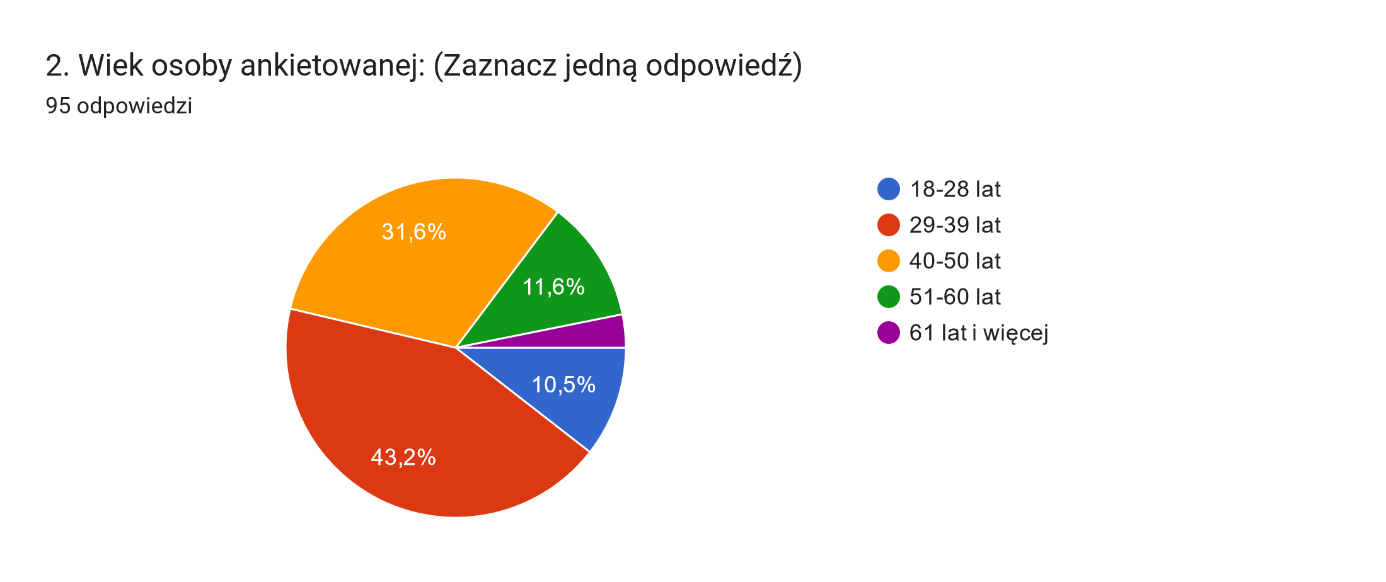 2. Wiek osoby ankietowanej: (Zaznacz jedną odpowiedź)
95 odpowiedzi
31,6%
11,6%
10,5%
43,2%
18-28 lat
29-39 lat
40-50 lat
51-60 lat
61 lat i więcej